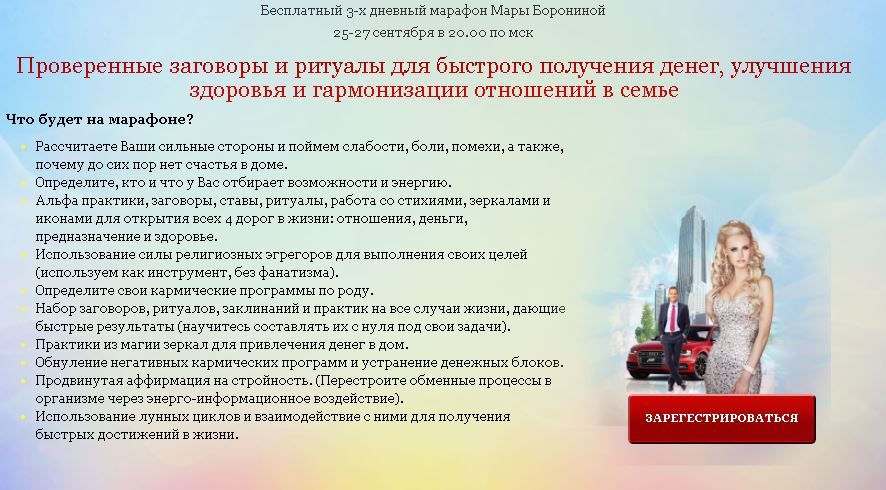 Бесплатный 3-х дневный марафон Мары Борониной
25-27 сентября в 20.00 по мск
Проверенные заговоры и ритуалы для быстрого получения денег, улучшения
здоровья и гармонизации отношений в семье
Что будет на марафоне?
Рассчитаете Ваши сильные стороны и поймем слабости, боли, помехи, а также,
почему до сих пор нет счастья в доме.
Определите, кто и что у Вас отбирает возможности и энергию.
Альфа практики, заговоры, ставы, ритуалы, работа со стихиями, зеркалами и
иконами для открытия всех 4 дорог в жизни: отношения, деньги,
предназначение и здоровье.
Использование силы религиозных эгрегоров для выполнения своих целей
(используем как инструмент, без фанатизма).
Определите свои кармические программы по роду.
Набор заговоров, ритуалов, заклинаний и практик на все случаи жизни, дающие
быстрые результаты (научитесь составлять их с нуля под свои задачи).
Практики из магии зеркал для привлечения денег в дом.
Обнуление негативных кармических программ и устранение денежных блоков.
Продвинутая аффирмация на стройность. (Перестроите обменные процессы в
организме через энерго-информационное воздействие).
Использование лунных циклов и взаимодействие с ними для получения
быстрых достижений в жизни.
ЗАРЕГЕСТРИРОВАТЬСЯ